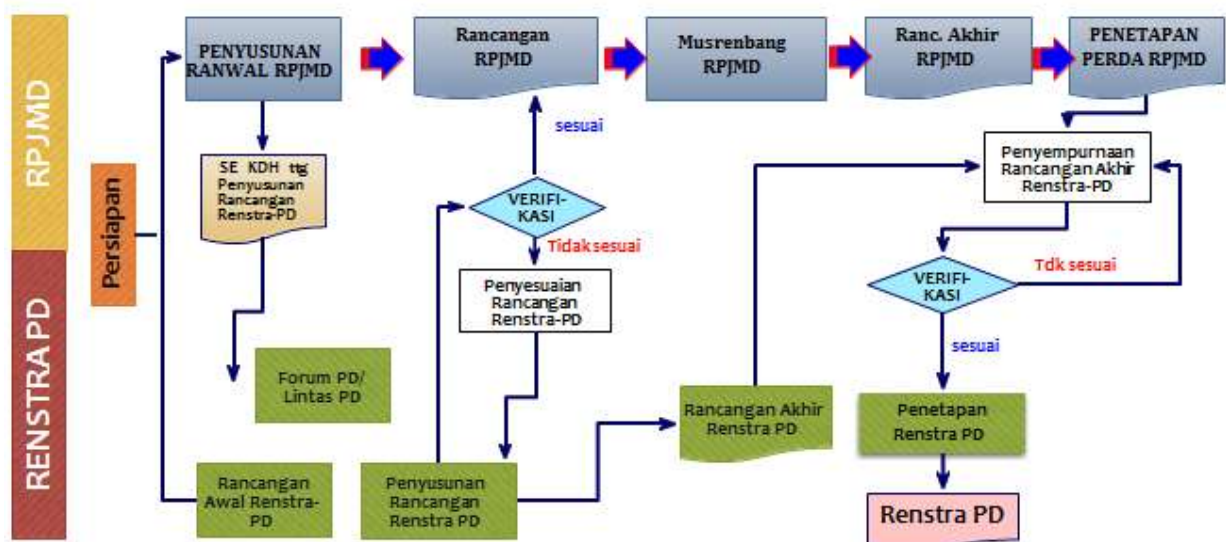 RPJMD
RENSTRA PD
Persiapan
PENYUSUNAN
RANWAL RPJMD
Rancangan
RPJMD
Musrenbang
RPJMD
Ranc. Akhir
RPJMD
PENETAPAN
PERDA RPJMD
SE KDH ttg
Penyusunan
Rancangan
Renstra-PD
sesuai
VERIFI-
KASI
Tidak sesuai
Penyesuaian
Rancangan
Renstra-PD
Penyempurnaan
Rancangan Akhir
Renstra-PD
VERIFI-
KASI
Tdk sesuai
sesuai
Forum PD/
Lintas PD
Rancangan Akhir
Renstra PD
Penetapan
Renstra PD
Rancangan
Awal Renstra-
PD
Penyusunan
Rancangan
Renstra PD
Renstra PD